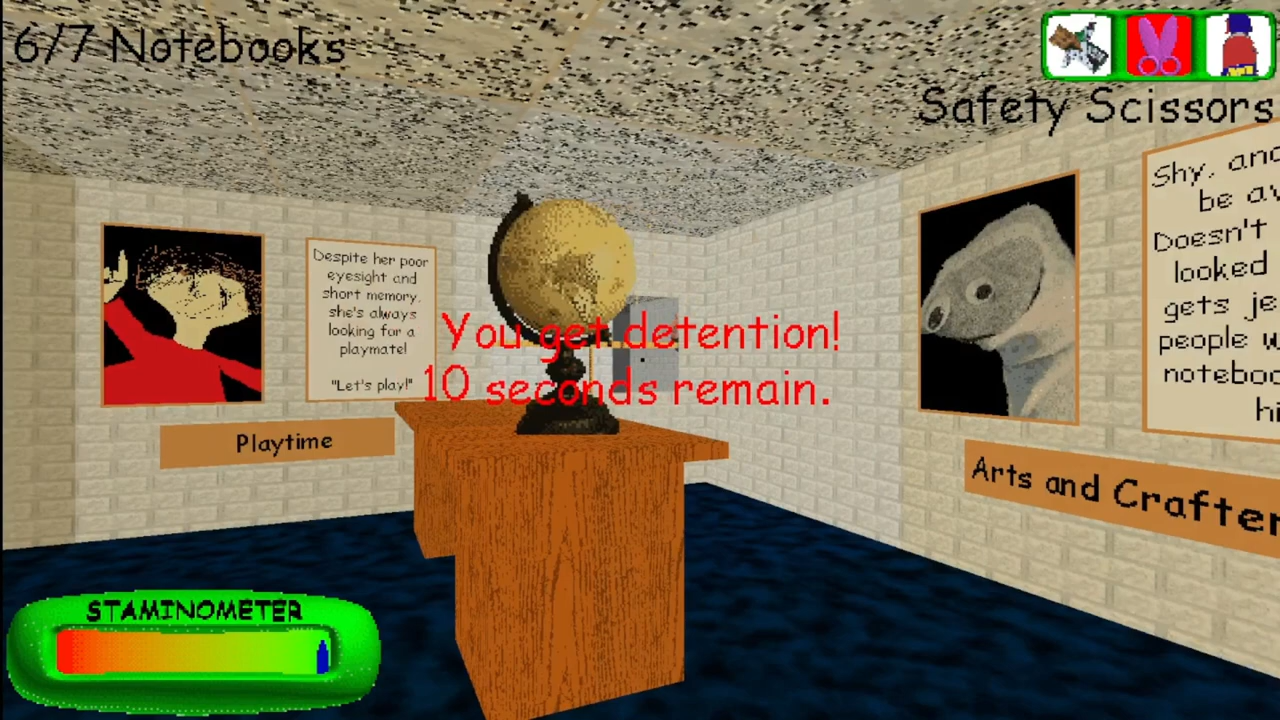 6/7 Notebooks
Safety Scissors
Despite her poor
eyesight and
short memory,
she's always
looking for a
playmate!
"Let's play!"
Playtime
You get detention!
10 seconds remain.
Shy, and
be av
Doesn't
looked
gets je
people w
noteboo
hi
Arts and Crafter
STAMINOMETER